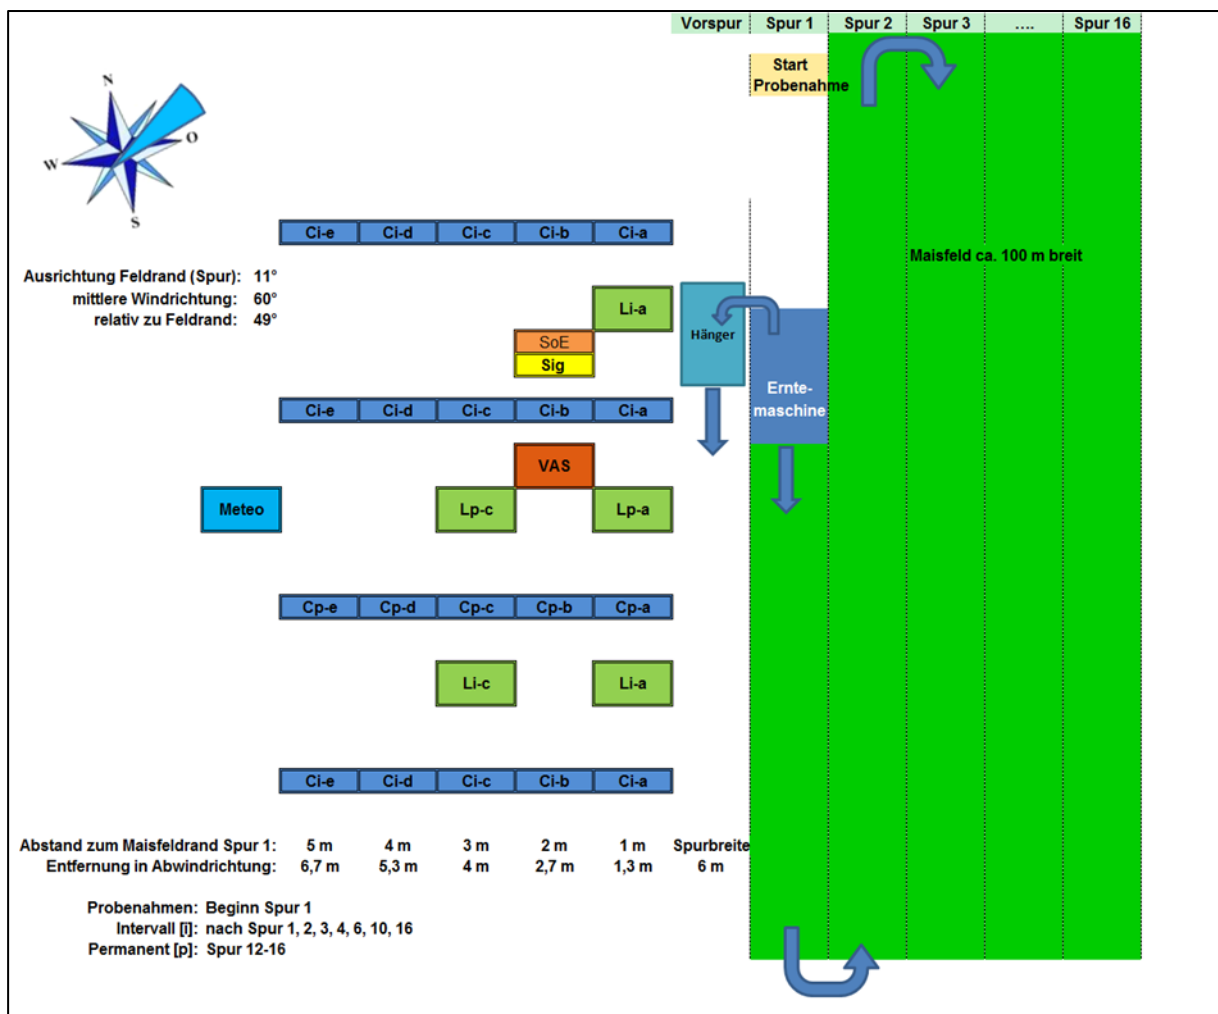 Vorspur Spur 1 Spur 2 Spur 3 .... Spur 16
Start
Probenahme
N
O
W
S
Ci-e Ci-d Ci-c Ci-b Ci-a
Maisfeld ca. 100 m breit
Ausrichtung Feldrand (Spur): 11°
mittlere Windrichtung: 60°
relativ zu Feldrand: 49°
Li-a
SoE
Sig
Hänger
Ernte-
maschine
Ci-e Ci-d Ci-c Ci-b Ci-a
VAS
Meteo Lp-c Lp-a
Cp-e Cp-d Cp-c Cp-b Cp-a
Li-c Li-a
Ci-e Ci-d Ci-c Ci-b Ci-a
Abstand zum Maisfeldrand Spur 1: 5 m 4 m 3 m 2 m 1 m Spurbreite
Entfernung in Abwindrichtung: 6,7 m 5,3 m 4 m 2,7 m 1,3 m 6 m
Probenahmen: Beginn Spur 1
Intervall [i]: nach Spur 1, 2, 3, 4, 6, 10, 16
Permanent [p]: Spur 12-16